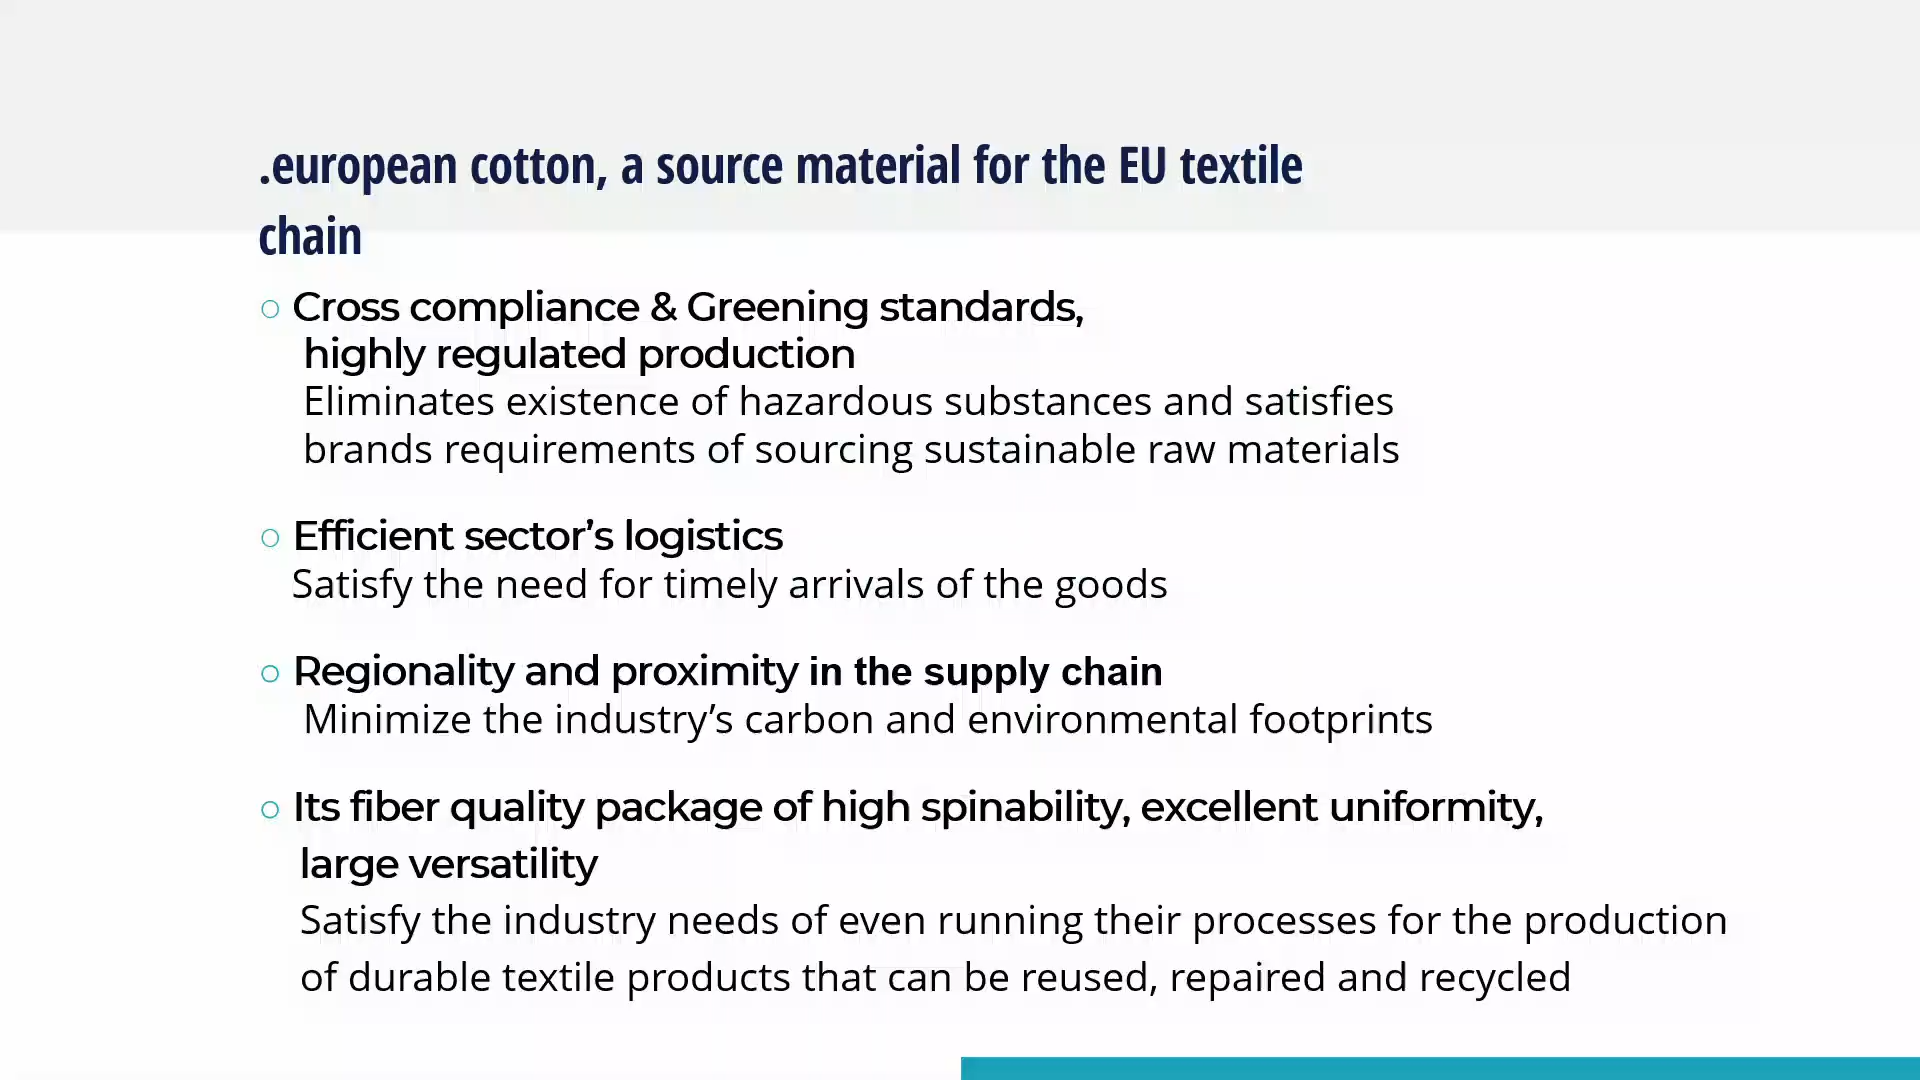 .european cotton, a source material for the EU textile
chain
○ Cross compliance & Greening standards,
highly regulated production
Eliminates existence of hazardous substances and satisfies
brands requirements of sourcing sustainable raw materials
○ Efficient sector’s logistics
Satisfy the need for timely arrivals of the goods
○ Regionality and proximity in the supply chain
Minimize the industry’s carbon and environmental footprints
○ Its fiber quality package of high spinability, excellent uniformity,
large versatility
Satisfy the industry needs of even running their processes for the production
of durable textile products that can be reused, repaired and recycled